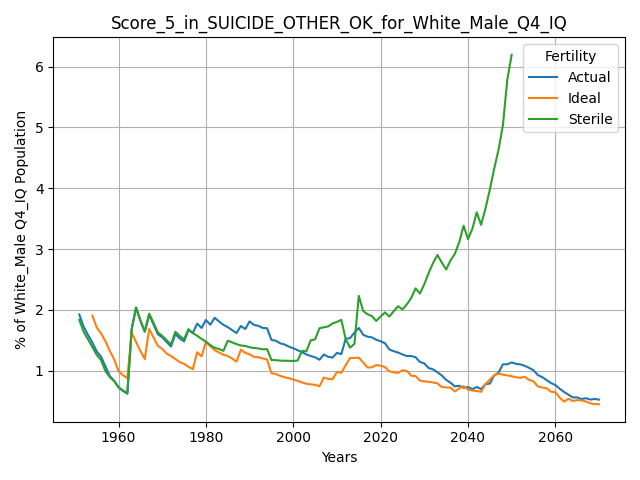 Score_5_in_SUICIDE_OTHER_OK_for_White_Male_Q4_IQ
% of White_Male Q4_IQ Population
6
5
4
3
2
1
Fertility
Actual
Ideal
Sterile
1960
1980
2000
2020
2040
2060
Years